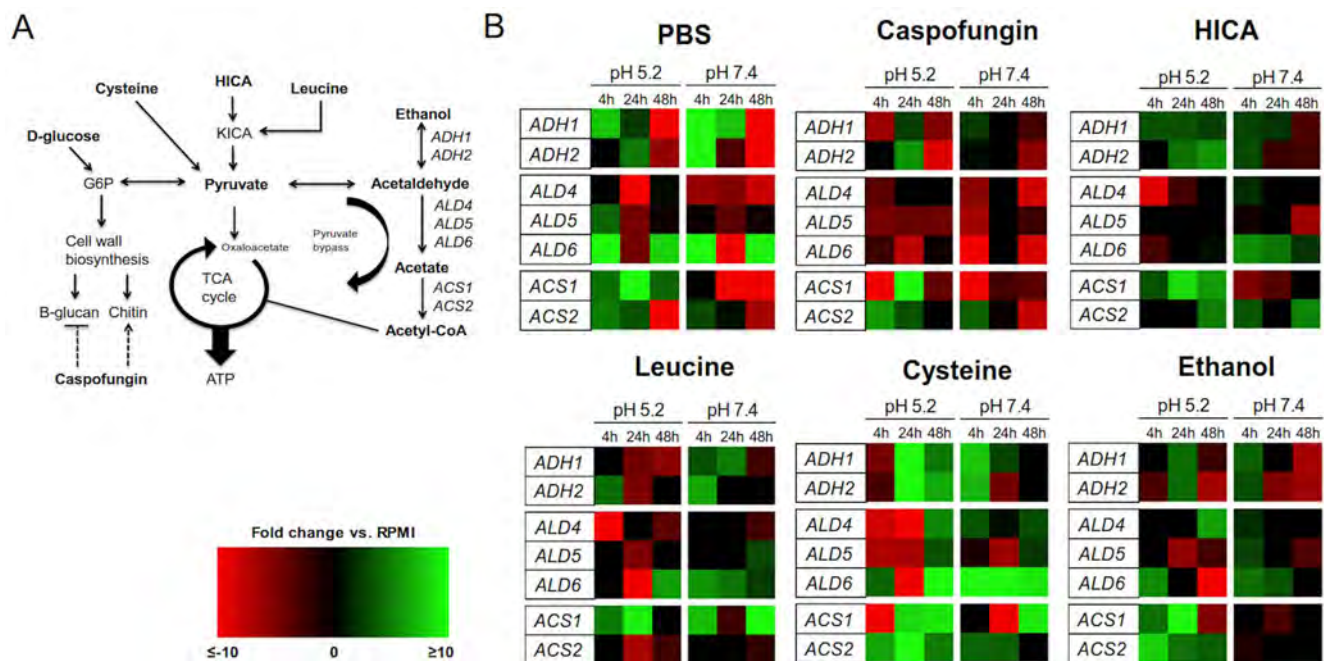 A
Cysteine
HICA
Leucine
KICA
D-glucose
G6P
Pyruvate
Ethanol
ADH1
ADH2
Acetaldehyde
ALD4
ALD5
ALD6
Acetate
ACS1
ACS2
Acetyl-CoA
Pyruvate
bypass
Oxaloacetate
TCA
cycle
ATP
Cell wall
biosynthesis
B-glucan
Chitin
Caspofungin
Fold change vs. RPMI
≤-10 0 ≥10
B
PBS
pH 5.2 pH 7.4
4h 24h 48h 4h 24h 48h
ADH1
ADH2
ALD4
ALD5
ALD6
ACS1
ACS2
Caspofungin
pH 5.2 pH 7.4
4h 24h 48h 4h 24h 48h
ADH1
ADH2
ALD4
ALD5
ALD6
ACS1
ACS2
HICA
pH 5.2 pH 7.4
4h 24h 48h 4h 24h 48h
ADH1
ADH2
ALD4
ALD5
ALD6
ACS1
ACS2
Leucine
pH 5.2 pH 7.4
4h 24h 48h 4h 24h 48h
ADH1
ADH2
ALD4
ALD5
ALD6
ACS1
ACS2
Cysteine
pH 5.2 pH 7.4
4h 24h 48h 4h 24h 48h
ADH1
ADH2
ALD4
ALD5
ALD6
ACS1
ACS2
Ethanol
pH 5.2 pH 7.4
4h 24h 48h 4h 24h 48h
ADH1
ADH2
ALD4
ALD5
ALD6
ACS1
ACS2